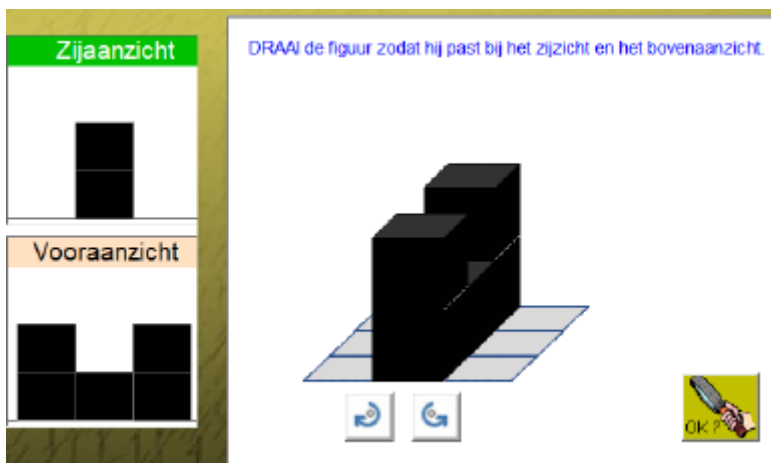 Zijaanzicht
DRAAI de figuur zodat hij past bij het zijzicht en het bovenaanzicht.
Vooraanzicht
OK ?